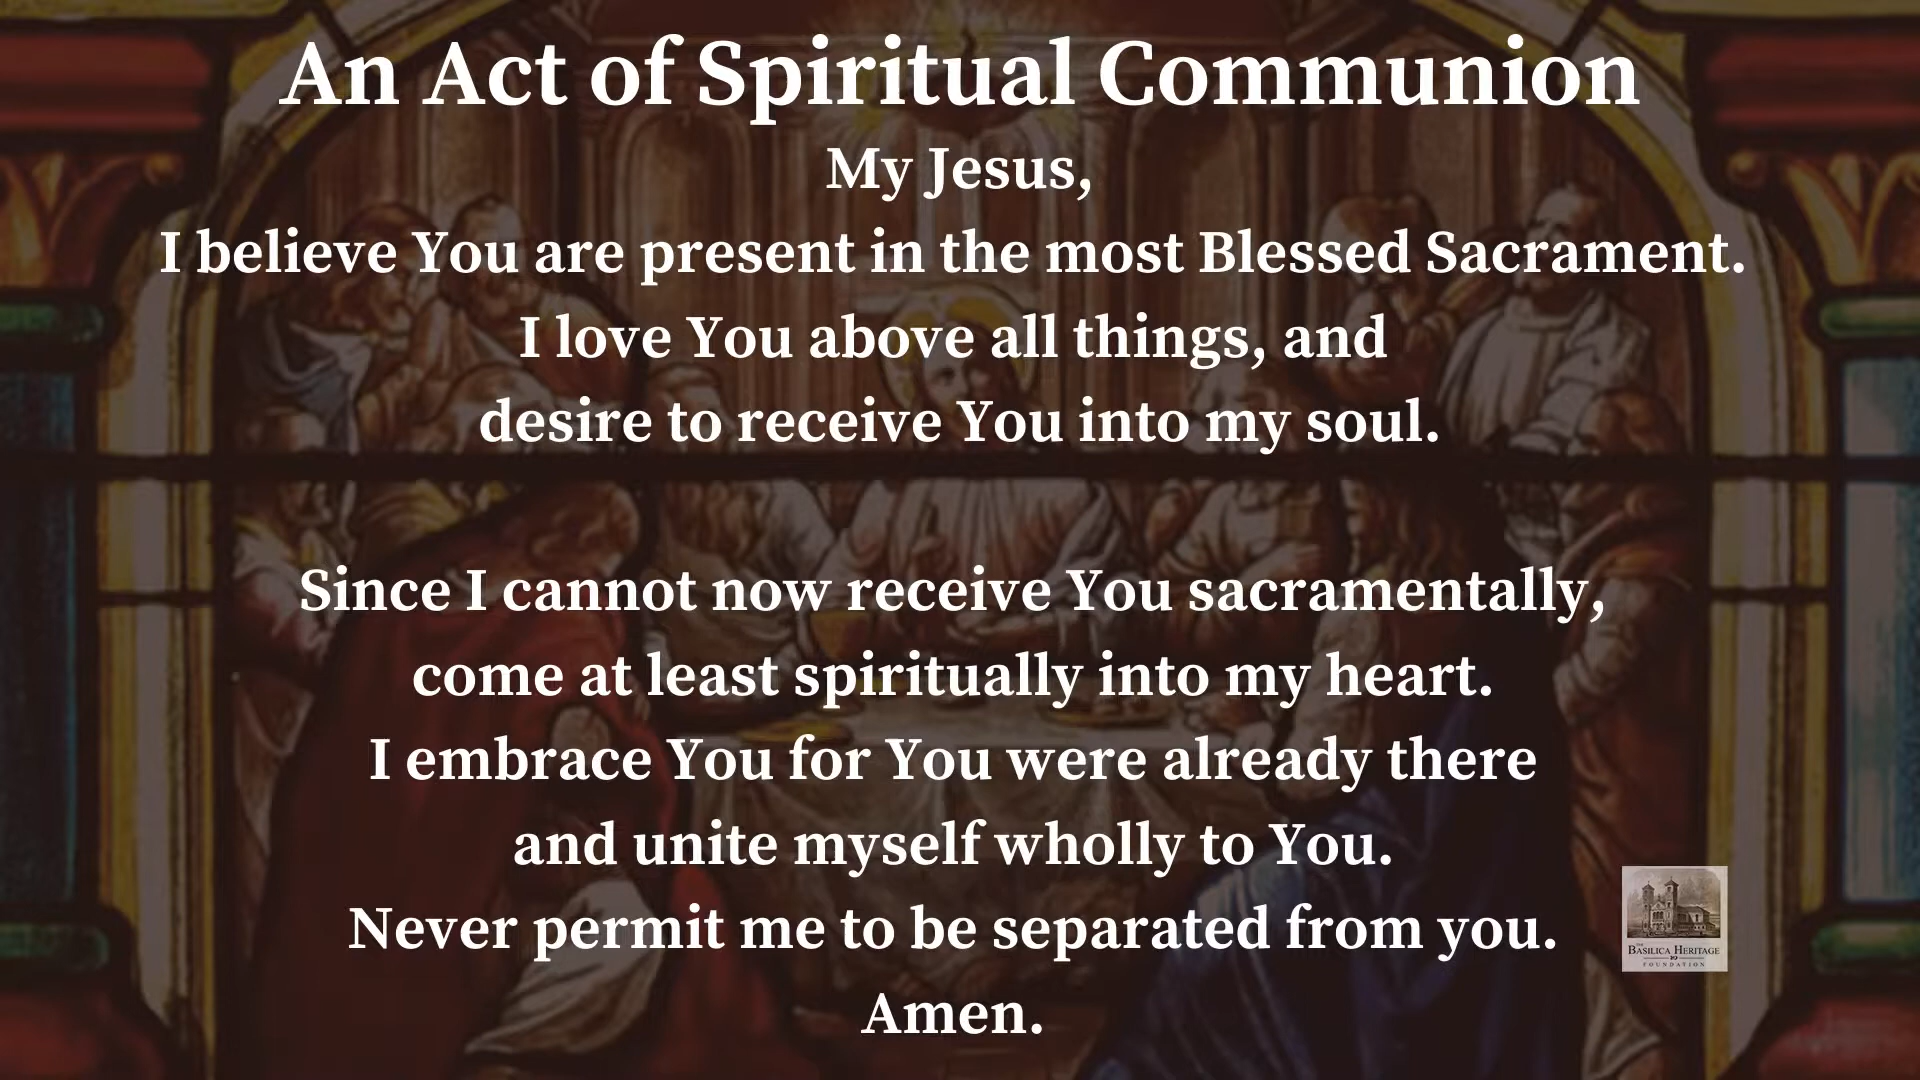 An Act of Spiritual Communion
My Jesus,
I believe You are present in the most Blessed Sacrament.
I love You above all things, and
desire to receive You into my soul.
Since I cannot now receive You sacramentally,
come at least spiritually into my heart.
I embrace You for You were already there
and unite myself wholly to You.
Never permit me to be separated from you.
Amen.
THE
BASILICA HERITAGE
FOUNDATION